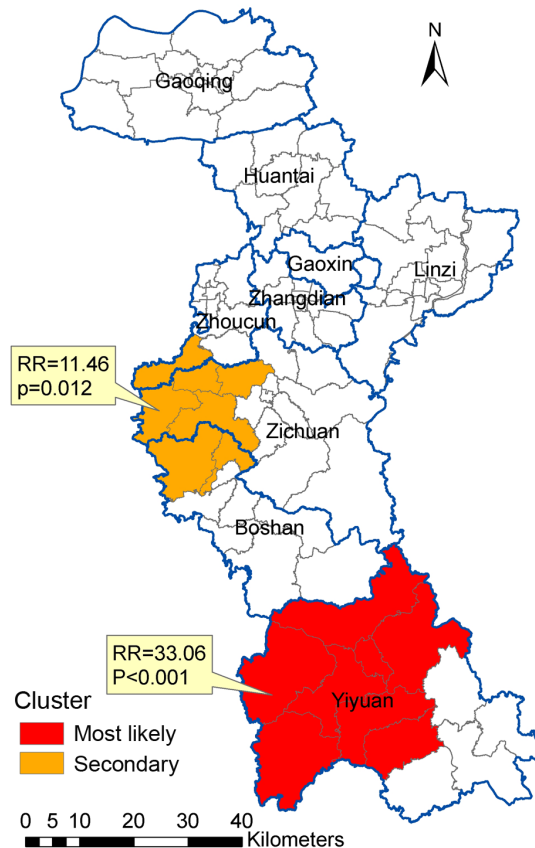 N
Gaoqing
Huantai
Gaoxin
Linzi
Zhangdian
Zhoucun
RR=11.46
p=0.012
Zichuan
Boshan
RR=33.06
P<0.001
Yiyuan
Cluster
Most likely
Secondary
0 5 10 20 30 40
Kilometers